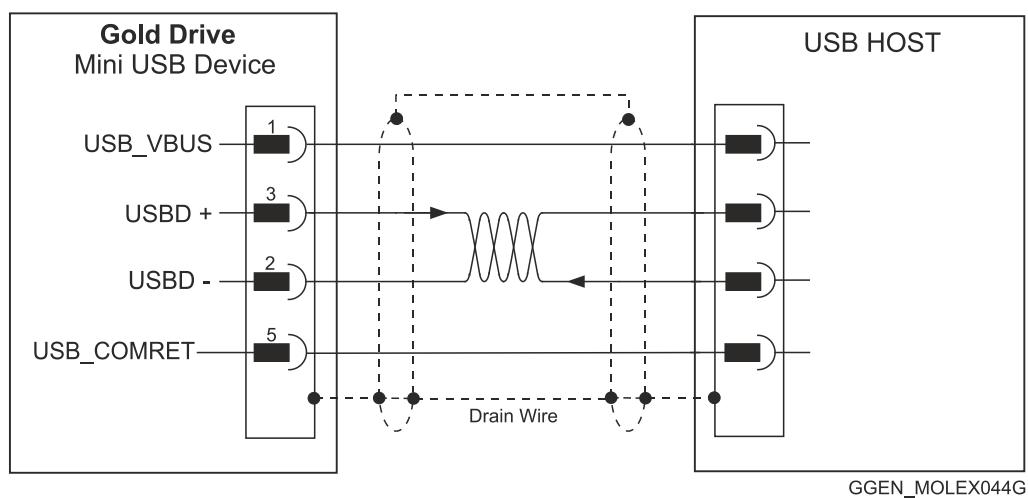 Gold Drive
Mini USB Device
USB HOST
USB_VBUS
1
USBD +
3
USBD -
2
USB_COMRET
5
Drain Wire
GGEN_MOLEX044G